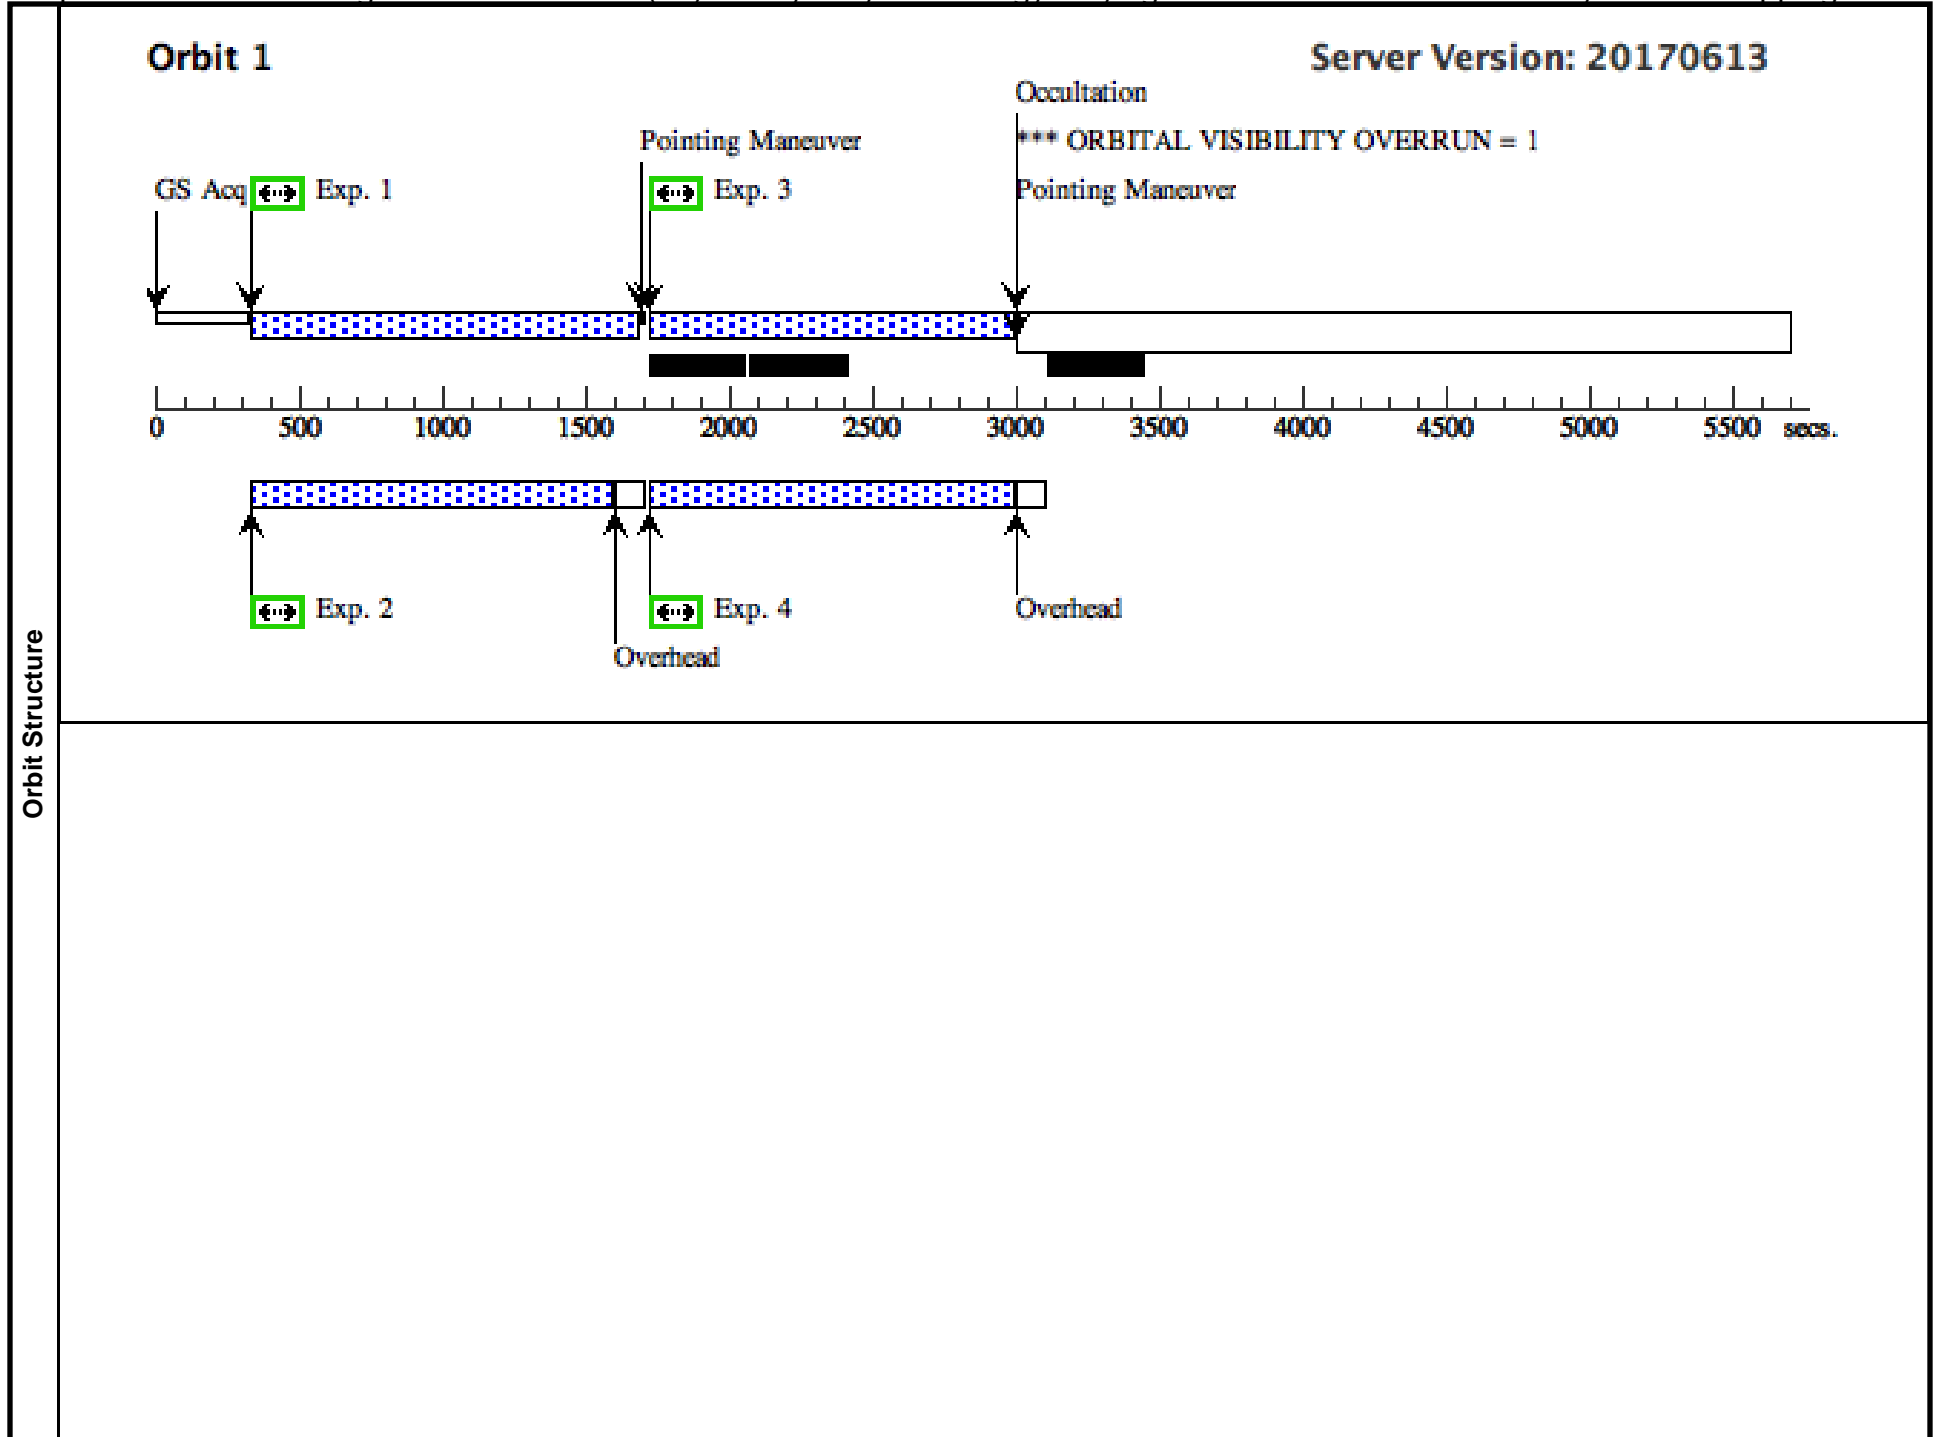 Orbit 1
Server Version: 20170613
Occultation
Pointing Maneuver
*** ORBITAL VISIBILITY OVERRUN = 1
GS Acq
Exp. 1
Exp. 3
Pointing Maneuver
0 500 1000 1500 2000 2500 3000 3500 4000 4500 5000 5500 secs.
Exp. 2
Exp. 4
Overhead
Overhead
Orbit Structure